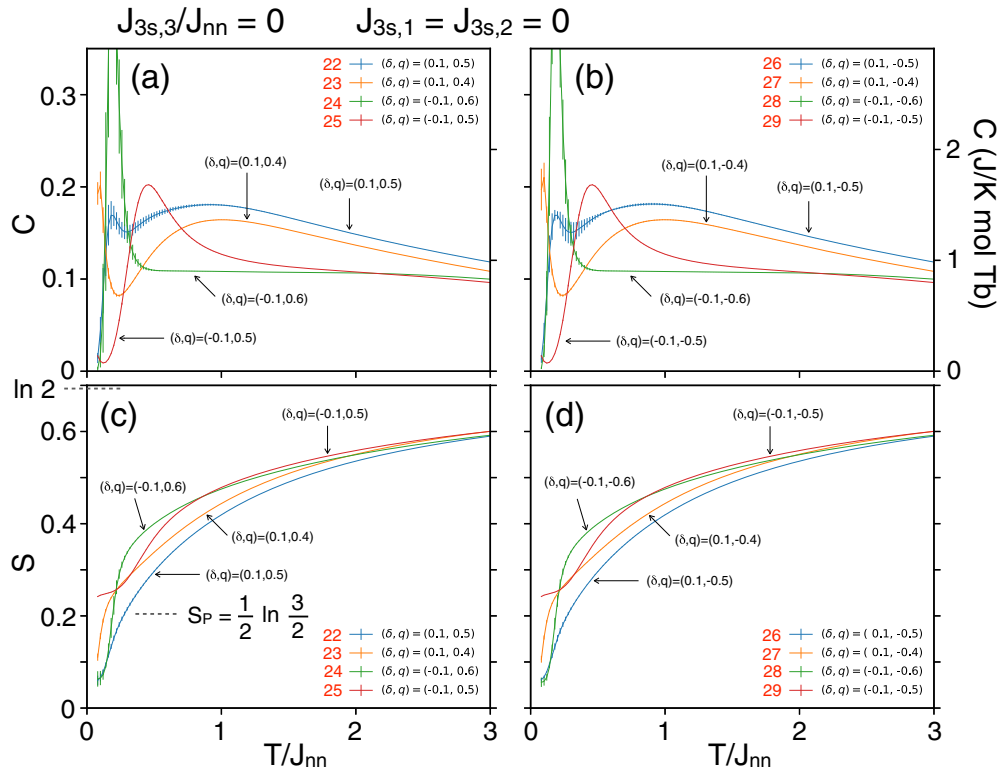 J3s,3/Jnn = 0 J3s,1 = J3s,2 = 0
(a)
22 (δ, q) = (0.1, 0.5)
23 (δ, q) = (0.1, 0.4)
24 (δ, q) = (-0.1, 0.6)
25 (δ, q) = (-0.1, 0.5)
(δ,q)=(0.1,0.4)
(δ,q)=(0.1,0.5)
(δ,q)=(-0.1,0.6)
(δ,q)=(-0.1,0.5)
0.3
0.2
0.1
0
C
(b)
26 (δ, q) = (0.1, -0.5)
27 (δ, q) = (0.1, -0.4)
28 (δ, q) = (-0.1, -0.6)
29 (δ, q) = (-0.1, -0.5)
(δ,q)=(0.1,-0.4)
(δ,q)=(0.1,-0.5)
(δ,q)=(-0.1,-0.6)
(δ,q)=(-0.1,-0.5)
2
1
0
C (J/K mol Tb)
ln 2
(c)
(δ,q)=(-0.1,0.5)
(δ,q)=(-0.1,0.6)
(δ,q)=(0.1,0.4)
(δ,q)=(0.1,0.5)
SP = 1/2 ln 3/2
22 (δ, q) = (0.1, 0.5)
23 (δ, q) = (0.1, 0.4)
24 (δ, q) = (-0.1, 0.6)
25 (δ, q) = (-0.1, 0.5)
0.6
0.4
0.2
0
S
0 1 2 3
T/Jnn
(d)
(δ,q)=(-0.1,-0.5)
(δ,q)=(-0.1,-0.6)
(δ,q)=(0.1,-0.4)
(δ,q)=(0.1,-0.5)
26 (δ, q) = ( 0.1, -0.5)
27 (δ, q) = ( 0.1, -0.4)
28 (δ, q) = (-0.1, -0.6)
29 (δ, q) = (-0.1, -0.5)
0 1 2 3
T/Jnn